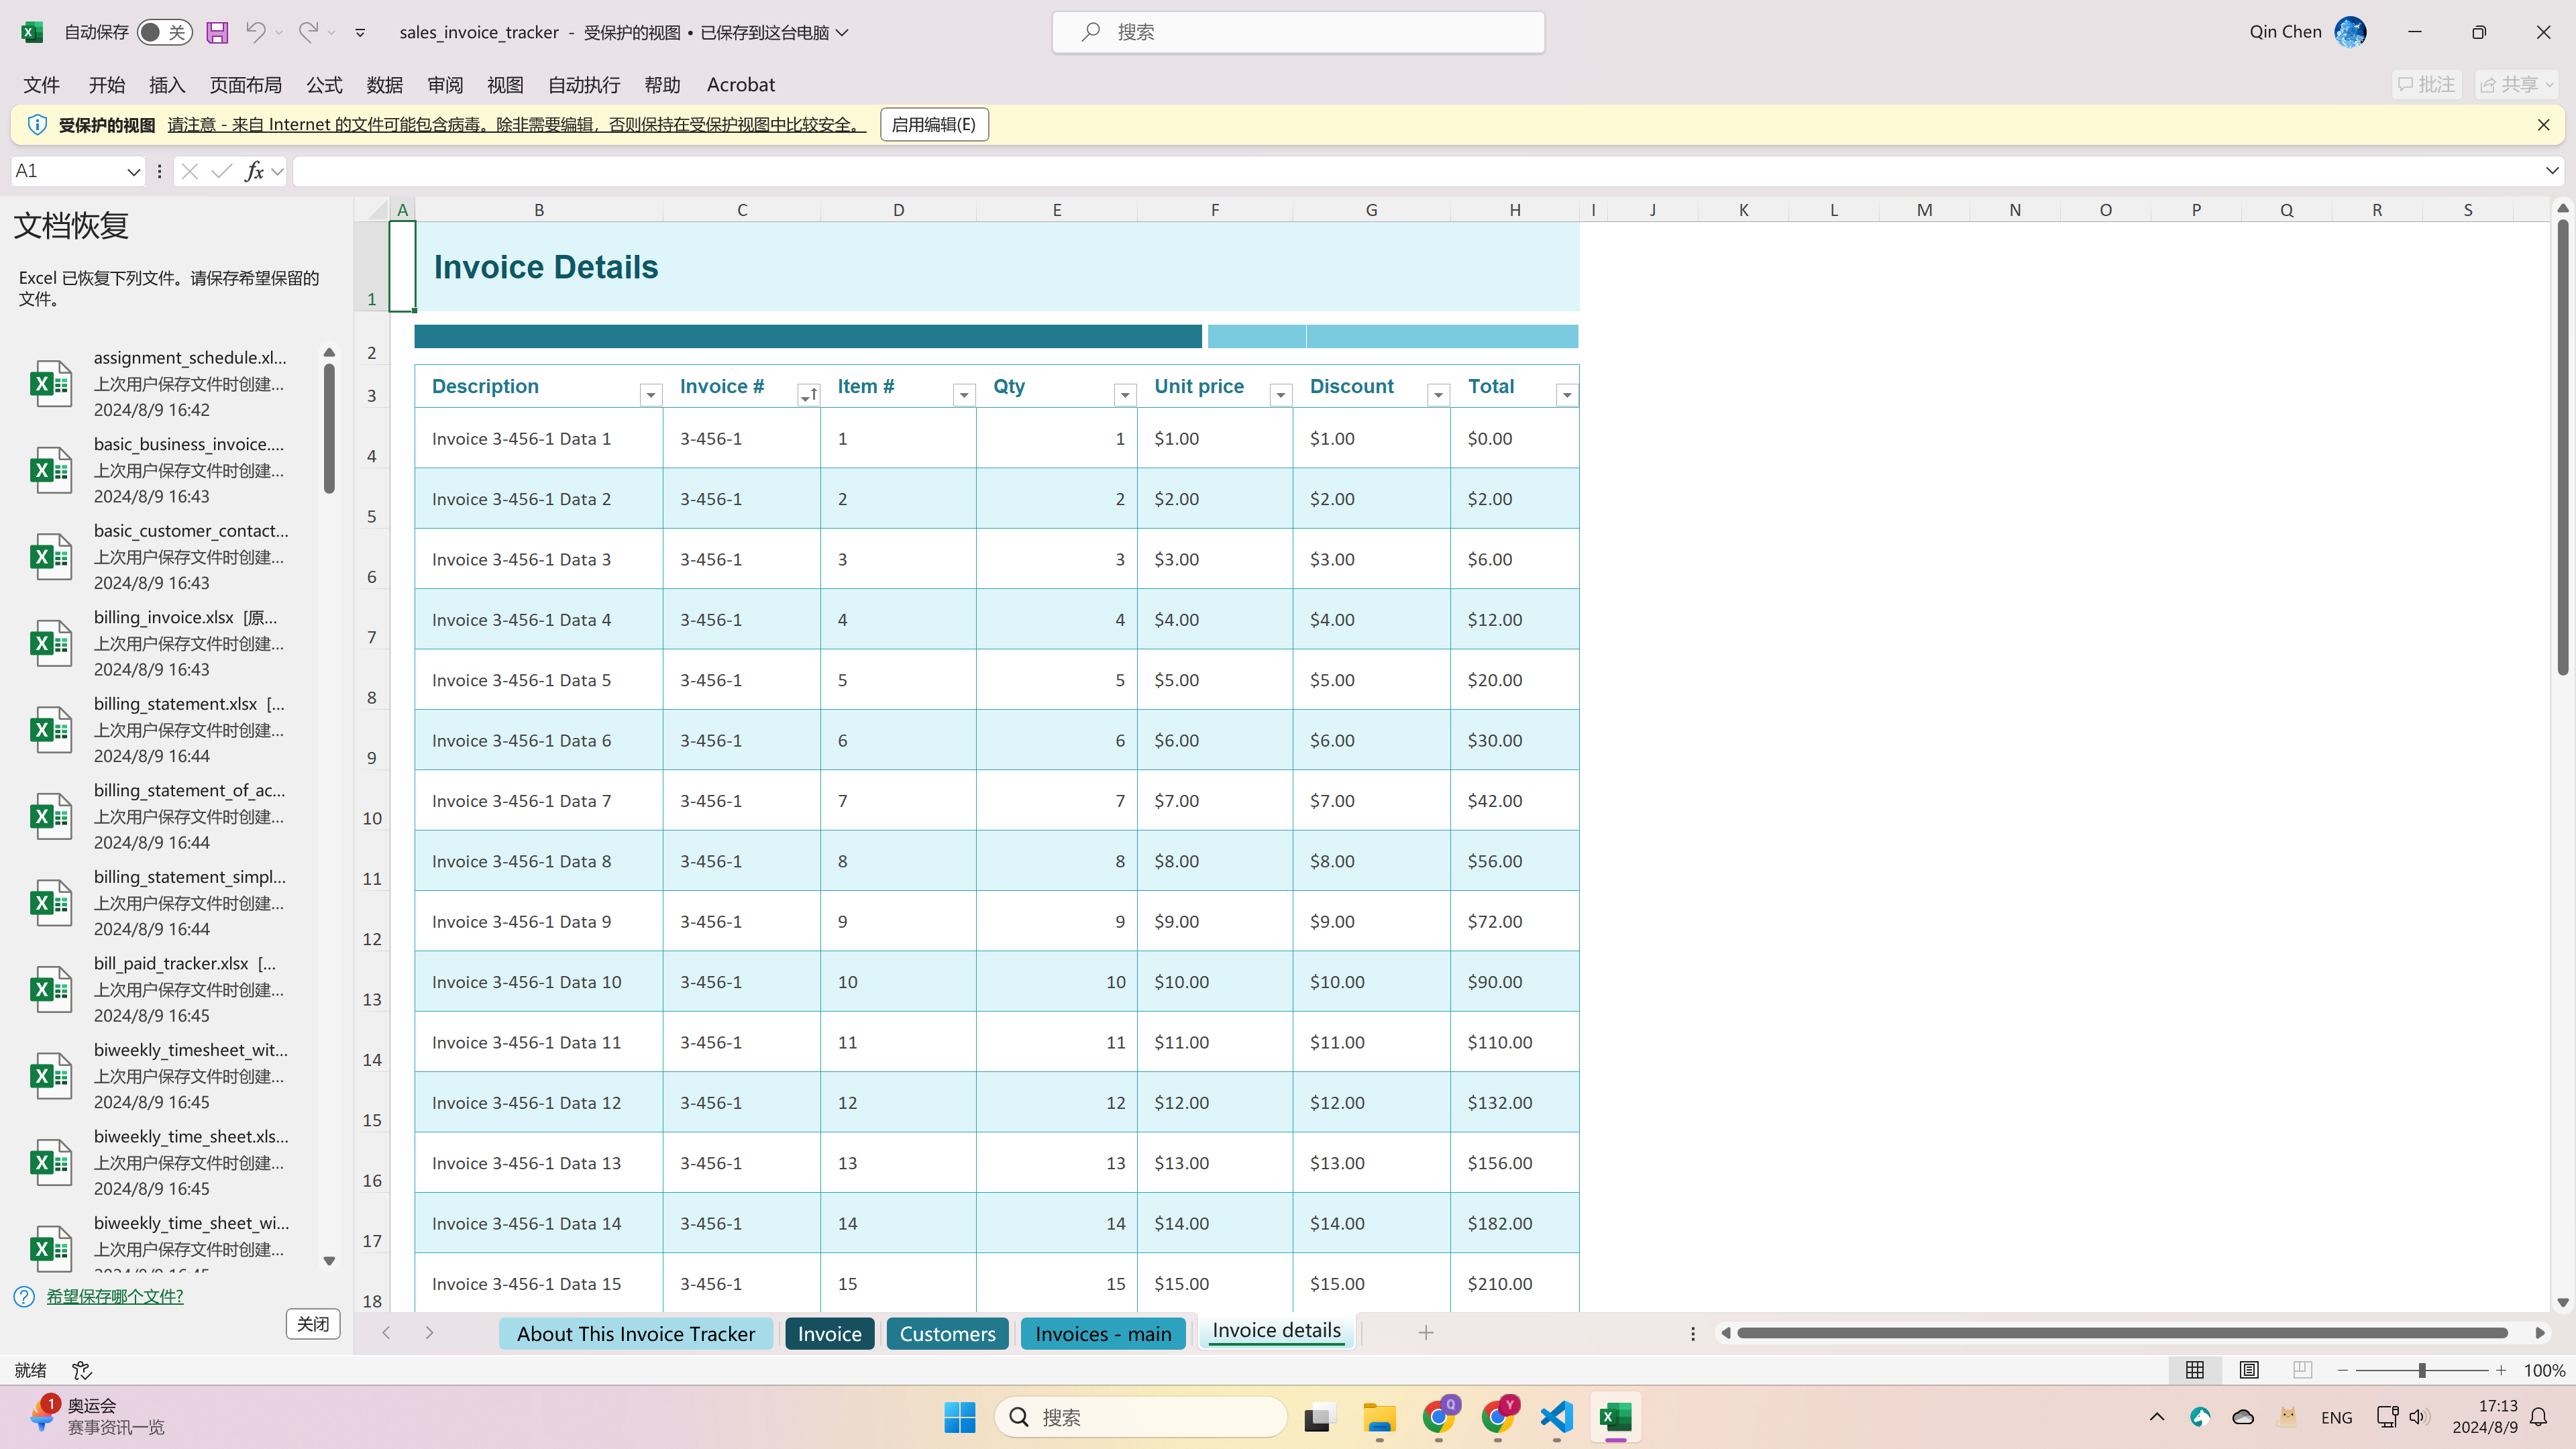 自动保存 关 sales_invoice_tracker - 受保护的视图 • 已保存到这台电脑 搜索 Qin Chen
文件 开始 插入 页面布局 公式 数据 审阅 视图 自动执行 帮助 Acrobat 批注 共享
受保护的视图 请注意 - 来自 Internet 的文件可能包含病毒。除非需要编辑，否则保持在受保护视图中比较安全。 启用编辑(E)
A1 fx
文档恢复
Excel 已恢复下列文件。请保存希望保留的
文件。
assignment_schedule.xl...
上次用户保存文件时创建...
2024/8/9 16:42
basic_business_invoice....
上次用户保存文件时创建...
2024/8/9 16:43
basic_customer_contact...
上次用户保存文件时创建...
2024/8/9 16:43
billing_invoice.xlsx [原...
上次用户保存文件时创建...
2024/8/9 16:43
billing_statement.xlsx [...
上次用户保存文件时创建...
2024/8/9 16:44
billing_statement_of_ac...
上次用户保存文件时创建...
2024/8/9 16:44
billing_statement_simpl...
上次用户保存文件时创建...
2024/8/9 16:44
bill_paid_tracker.xlsx [...
上次用户保存文件时创建...
2024/8/9 16:45
biweekly_timesheet_wit...
上次用户保存文件时创建...
2024/8/9 16:45
biweekly_time_sheet.xls...
上次用户保存文件时创建...
2024/8/9 16:45
biweekly_time_sheet_wi...
上次用户保存文件时创建...
希望保存哪个文件?
关闭
A B C D E F G H I J K L M N O P Q R S
1 Invoice Details
2
3 Description Invoice # Item # Qty Unit price Discount Total
4 Invoice 3-456-1 Data 1 3-456-1 1 1 $1.00 $1.00 $0.00
5 Invoice 3-456-1 Data 2 3-456-1 2 2 $2.00 $2.00 $2.00
6 Invoice 3-456-1 Data 3 3-456-1 3 3 $3.00 $3.00 $6.00
7 Invoice 3-456-1 Data 4 3-456-1 4 4 $4.00 $4.00 $12.00
8 Invoice 3-456-1 Data 5 3-456-1 5 5 $5.00 $5.00 $20.00
9 Invoice 3-456-1 Data 6 3-456-1 6 6 $6.00 $6.00 $30.00
10 Invoice 3-456-1 Data 7 3-456-1 7 7 $7.00 $7.00 $42.00
11 Invoice 3-456-1 Data 8 3-456-1 8 8 $8.00 $8.00 $56.00
12 Invoice 3-456-1 Data 9 3-456-1 9 9 $9.00 $9.00 $72.00
13 Invoice 3-456-1 Data 10 3-456-1 10 10 $10.00 $10.00 $90.00
14 Invoice 3-456-1 Data 11 3-456-1 11 11 $11.00 $11.00 $110.00
15 Invoice 3-456-1 Data 12 3-456-1 12 12 $12.00 $12.00 $132.00
16 Invoice 3-456-1 Data 13 3-456-1 13 13 $13.00 $13.00 $156.00
17 Invoice 3-456-1 Data 14 3-456-1 14 14 $14.00 $14.00 $182.00
18 Invoice 3-456-1 Data 15 3-456-1 15 15 $15.00 $15.00 $210.00
About This Invoice Tracker Invoice Customers Invoices - main Invoice details
就绪 100%
1 奥运会
赛事资讯一览
搜索 Q Y ENG
17:13
2024/8/9